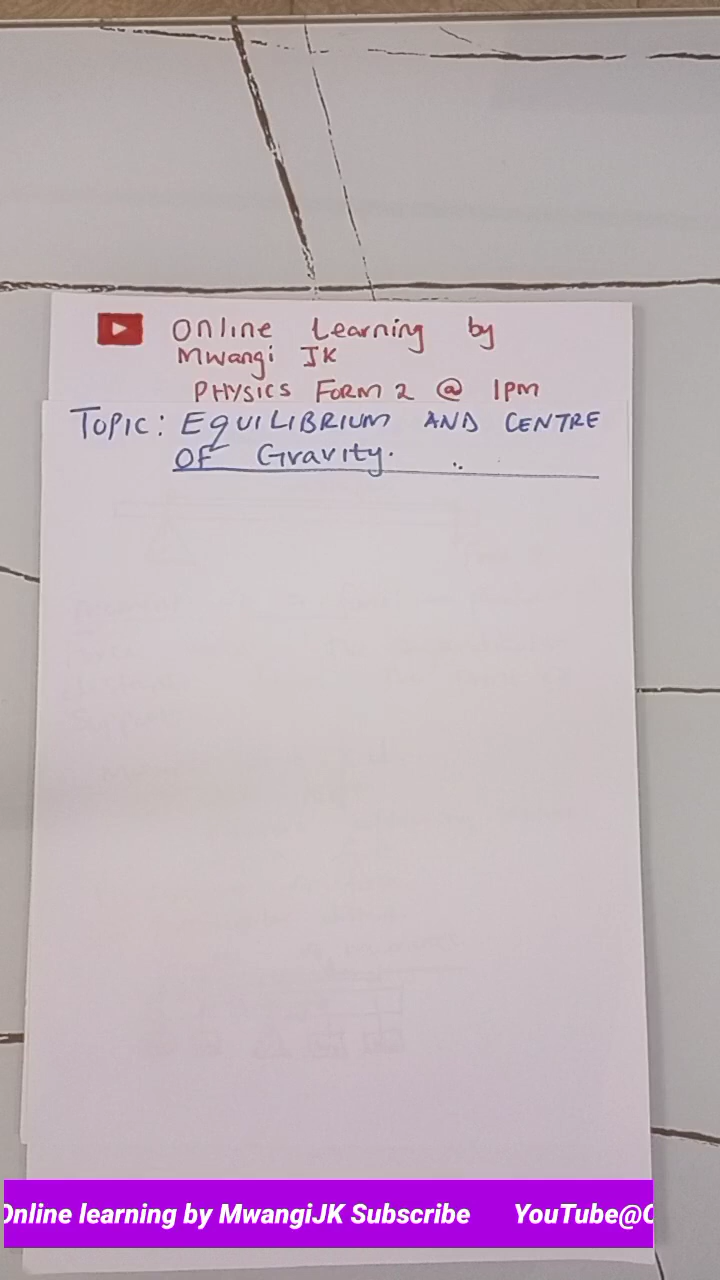 Online Learning by
Mwangi JK
PHYSICS FORM 2 @ 1PM
TOPIC: EQUILIBRIUM AND CENTRE
OF Gravity.
Online learning by MwangiJK Subscribe YouTube@